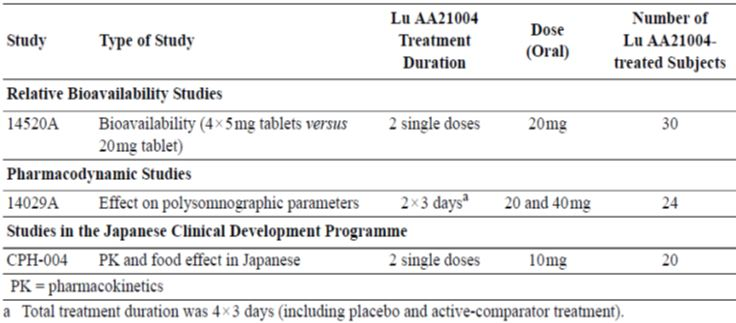 Study Type of Study Lu AA21004 Treatment Duration Dose (Oral) Number of Lu AA21004-treated Subjects
Relative Bioavailability Studies
14520A Bioavailability (4×5mg tablets versus 20mg tablet) 2 single doses 20mg 30
Pharmacodynamic Studies
14029A Effect on polysomnographic parameters 2×3 daysᵃ 20 and 40mg 24
Studies in the Japanese Clinical Development Programme
CPH-004 PK and food effect in Japanese 2 single doses 10mg 20
PK = pharmacokinetics
a Total treatment duration was 4×3 days (including placebo and active-comparator treatment).